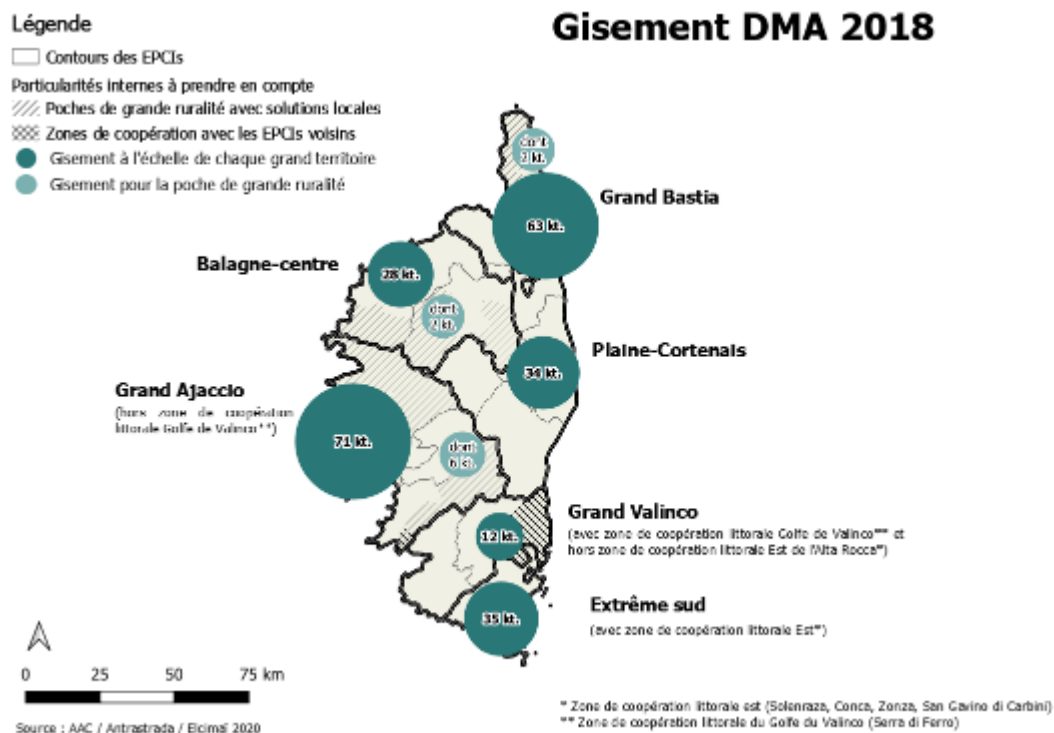 Gisement DMA 2018
Légende
Contours des EPCIs
Particularités internes à prendre en compte
Poches de grande ruralité avec solutions locales
Zones de coopération avec les EPCIs voisins
Gisement à l'échelle de chaque grand territoire
Gisement pour la poche de grande ruralité
dont
kt.
Grand Bastia
63 kt.
Balagne-centre
28 kt.
dont
2 kt.
Plaine-Cortenais
34 kt.
Grand Ajaccio
(hors zone de coopération
littorale Golfe de Valinco**)
71 kt.
dont
6 kt.
Grand Valinco
(avec zone de coopération littorale Golfe de Valinco** et
hors zone de coopération littorale Est de l'Alta Rocca*)
12 kt.
Extrême sud
(avec zone de coopération littorale Est*)
35 kt.
0 25 50 75 km
Source : AAC / Antrastrada / Elcimaï 2020
* Zone de coopération littorale est (Solenraza, Conca, Zonza, San Gavino di Carbini)
** Zone de coopération littorale du Golfe du Valinco (Serra di Ferro)